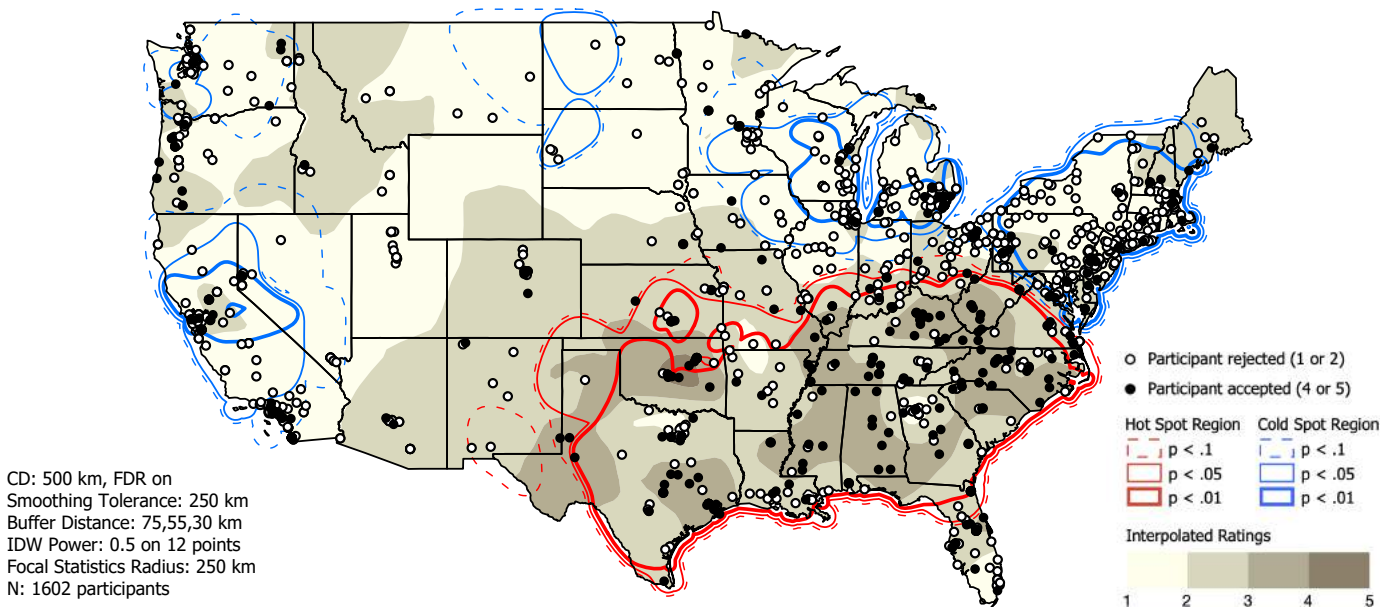 CD: 500 km, FDR on
Smoothing Tolerance: 250 km
Buffer Distance: 75,55,30 km
IDW Power: 0.5 on 12 points
Focal Statistics Radius: 250 km
N: 1602 participants
Participant rejected (1 or 2)
Participant accepted (4 or 5)
Hot Spot Region Cold Spot Region
p < .1 p < .1
p < .05 p < .05
p < .01 p < .01
Interpolated Ratings
1 2 3 4 5